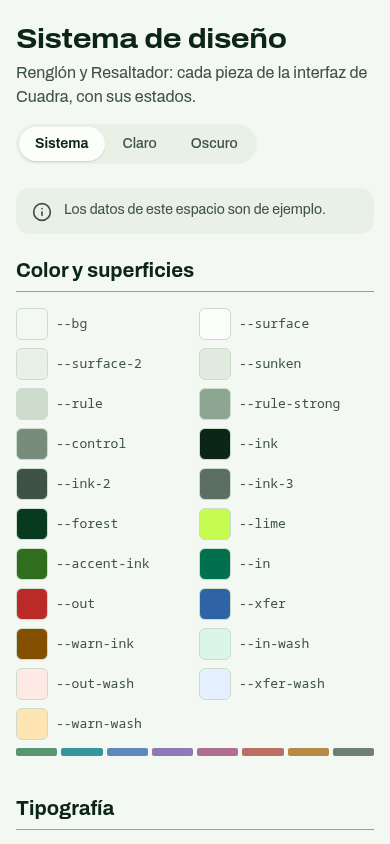 Sistema de diseño
Renglón y Resaltador: cada pieza de la interfaz de
Cuadra, con sus estados.
Sistema Claro Oscuro
Los datos de este espacio son de ejemplo.
Color y superficies
--bg --surface
--surface-2 --sunken
--rule --rule-strong
--control --ink
--ink-2 --ink-3
--forest --lime
--accent-ink --in
--out --xfer
--warn-ink --in-wash
--out-wash --xfer-wash
--warn-wash
Tipografía